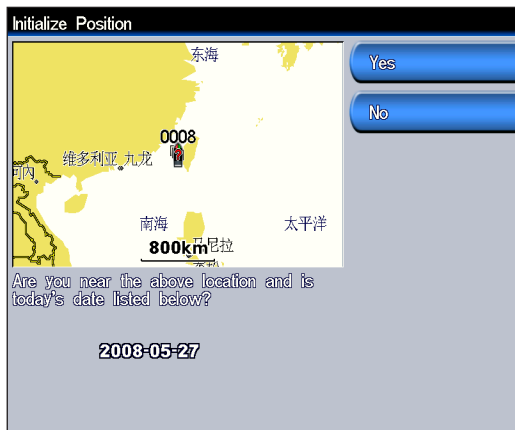 Initialize Position
东海
Yes
No
0008
维多利亚 九龙
河內
南海
太平洋
800km
马尼拉
Are you near the above location and is
today's date listed below?
2008-05-27